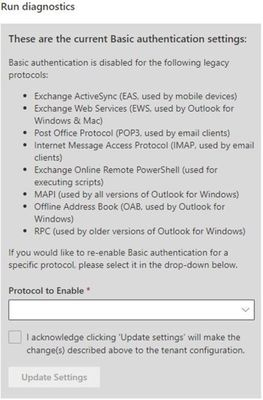 Run diagnostics
These are the current Basic authentication settings:
Basic authentication is disabled for the following legacy
protocols:
• Exchange ActiveSync (EAS, used by mobile devices)
• Exchange Web Services (EWS, used by Outlook for
Windows & Mac)
• Post Office Protocol (POP3, used by email clients)
• Internet Message Access Protocol (IMAP, used by email
clients)
• Exchange Online Remote PowerShell (used for
executing scripts)
• MAPI (used by all versions of Outlook for Windows)
• Offline Address Book (OAB, used by Outlook for
Windows)
• RPC (used by older versions of Outlook for Windows)
If you would like to re-enable Basic authentication for a
specific protocol, please select it in the drop-down below.
Protocol to Enable *
I acknowledge clicking 'Update settings' will make the
change(s) described above to the tenant configuration.
Update Settings